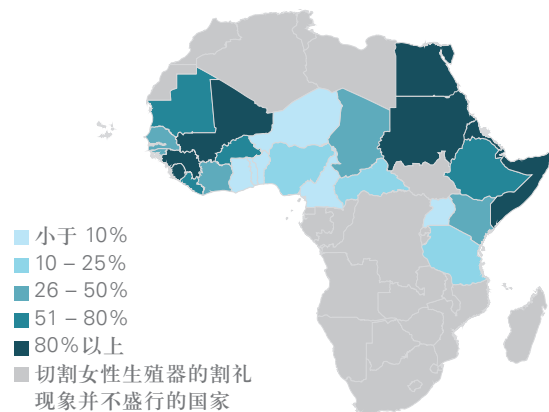 小于 10%
10 – 25%
26 – 50%
51 – 80%
80%以上
切割女性生殖器的割礼
现象并不盛行的国家